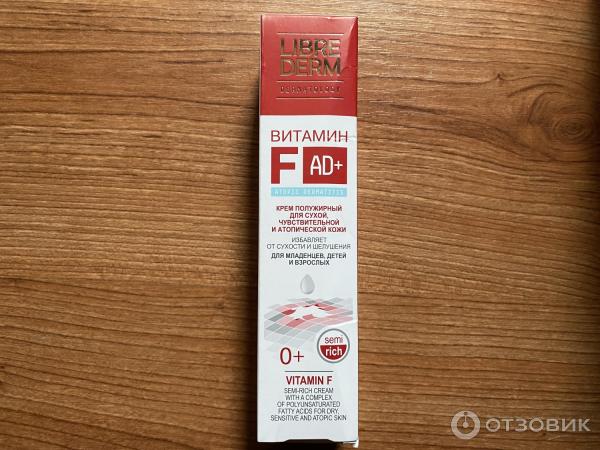 LIBRE
DERM
DERMATOLOGY
ВИТАМИН
F AD+
ATOPIC DERMATITIS
КРЕМ ПОЛУЖИРНЫЙ
ДЛЯ СУХОЙ,
ЧУВСТВИТЕЛЬНОЙ
И АТОПИЧЕСКОЙ КОЖИ
ИЗБАВЛЯЕТ
ОТ СУХОСТИ И ШЕЛУШЕНИЯ
ДЛЯ МЛАДЕНЦЕВ, ДЕТЕЙ
И ВЗРОСЛЫХ
0+
semi
rich
VITAMIN F
SEMI-RICH CREAM
WITH A COMPLEX
OF POLYUNSATURATED
FATTY ACIDS FOR DRY,
SENSITIVE AND ATOPIC SKIN
ОТЗОВИК